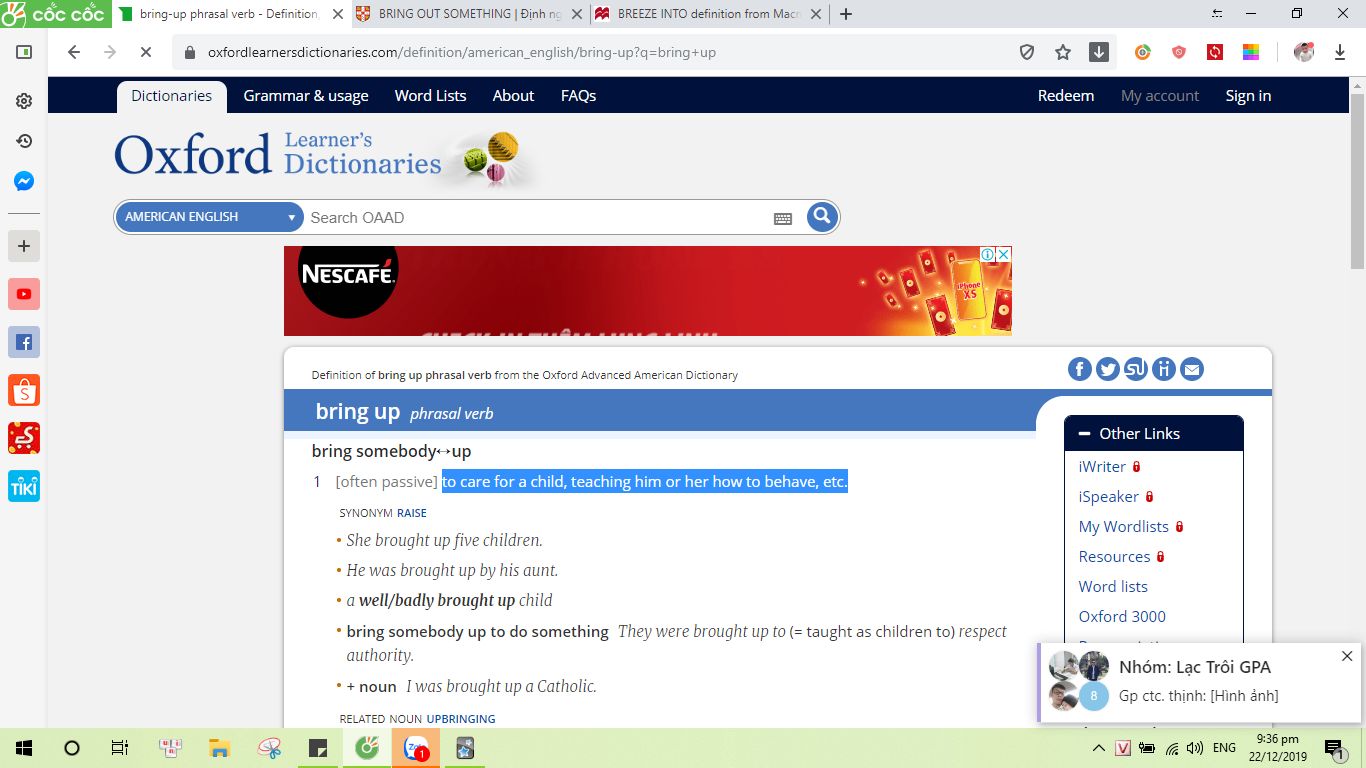 cốc cốc
bring-up phrasal verb - Definition,
BRING OUT SOMETHING | Định ng
BREEZE INTO definition from Macm
oxfordlearnersdictionaries.com/definition/american_english/bring-up?q=bring+up
Dictionaries Grammar & usage Word Lists About FAQs Redeem My account Sign in
Oxford Learner's Dictionaries
AMERICAN ENGLISH Search OAAD
NESCAFÉ.
iPhone XS
Definition of bring up phrasal verb from the Oxford Advanced American Dictionary
bring up phrasal verb
bring somebody↔up
1 [often passive] to care for a child, teaching him or her how to behave, etc.
SYNONYM RAISE
• She brought up five children.
• He was brought up by his aunt.
• a well/badly brought up child
• bring somebody up to do something They were brought up to (= taught as children to) respect
authority.
• + noun I was brought up a Catholic.
RELATED NOUN UPBRINGING
Other Links
iWriter
iSpeaker
My Wordlists
Resources
Word lists
Oxford 3000
Nhóm: Lạc Trôi GPA
8
Gp ctc. thịnh: [Hình ảnh]
TIKI
1
ENG
9:36 pm
22/12/2019
1